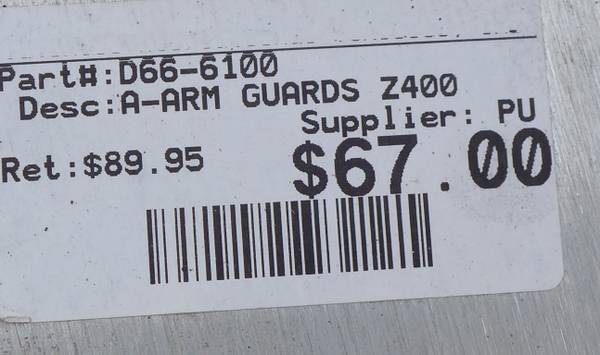 Part#:D66-6100
Desc:A-ARM GUARDS Z400
Supplier: PU
Ret:$89.95
$67.00